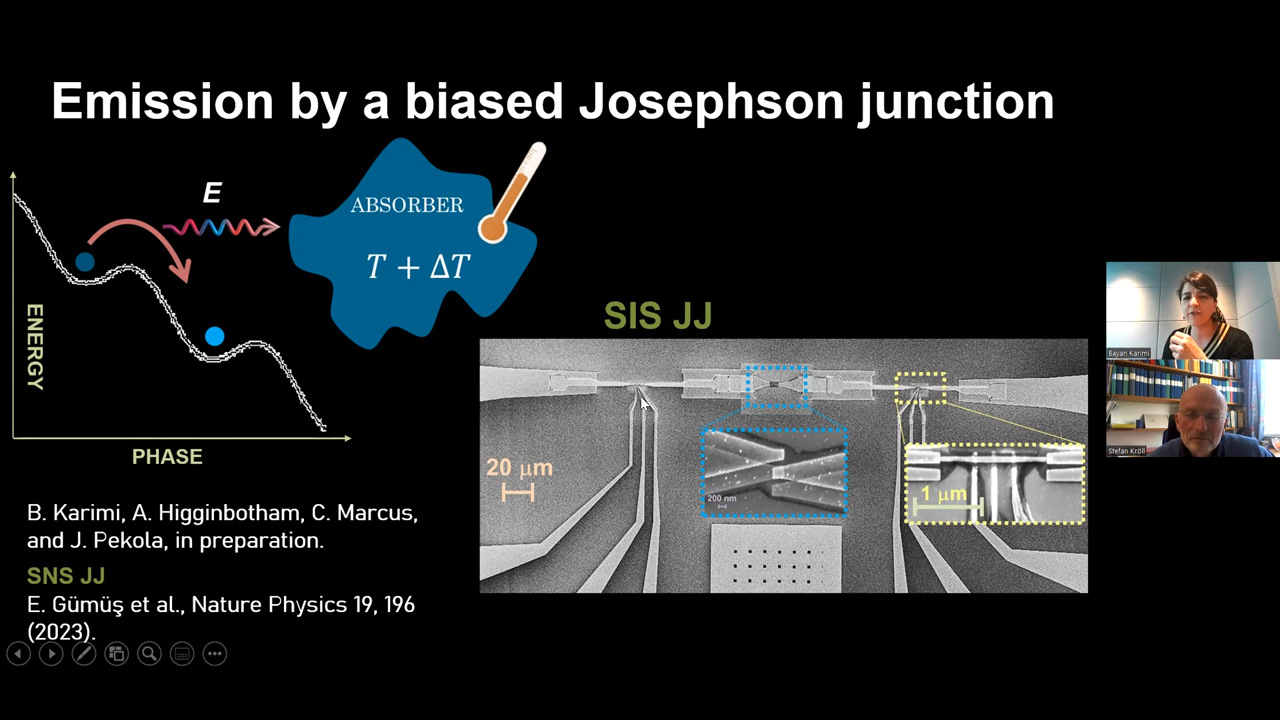 Emission by a biased Josephson junction
E
ABSORBER
T + ΔT
ENERGY
PHASE
SIS JJ
20 μm
200 nm
1 μm
B. Karimi, A. Higginbotham, C. Marcus,
and J. Pekola, in preparation.
SNS JJ
E. Gümüş et al., Nature Physics 19, 196
(2023).
Bayan Karimi
Stefan Kröll